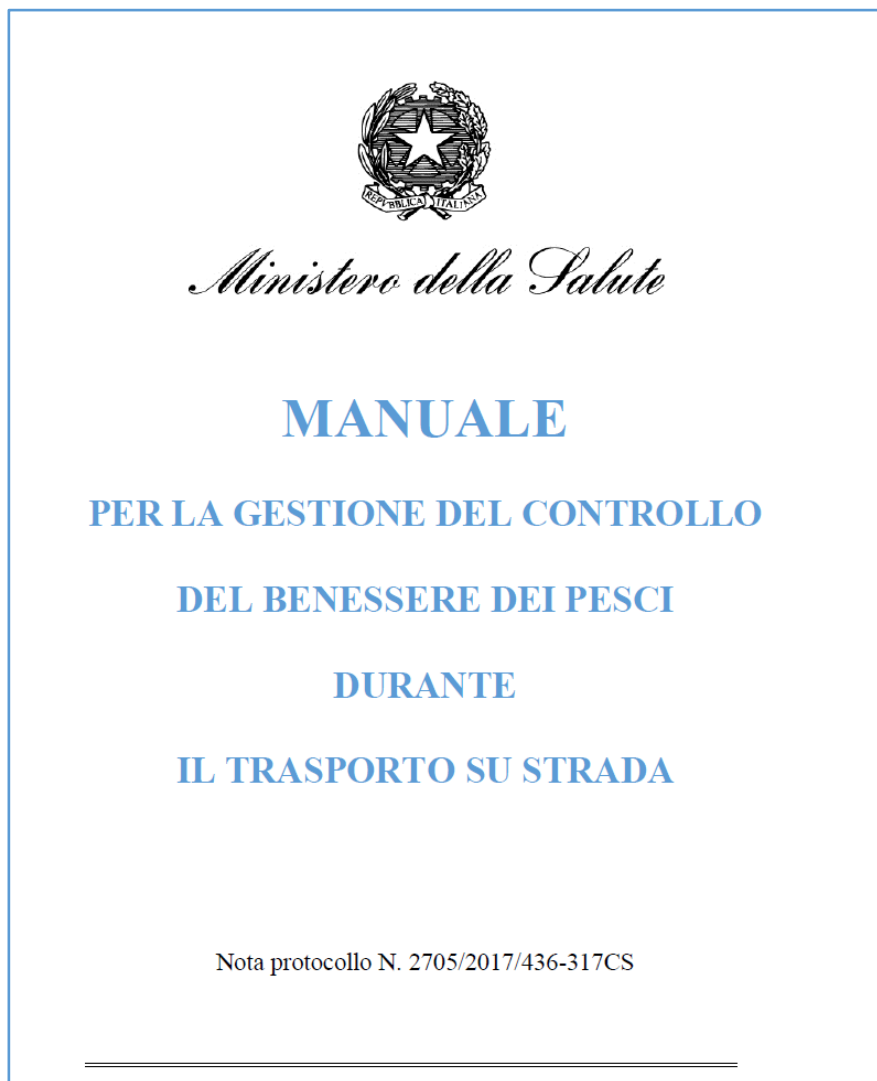 REPVBBLICA ITALIANA
Ministero della Salute
MANUALE
PER LA GESTIONE DEL CONTROLLO
DEL BENESSERE DEI PESCI
DURANTE
IL TRASPORTO SU STRADA
Nota protocollo N. 2705/2017/436-317CS